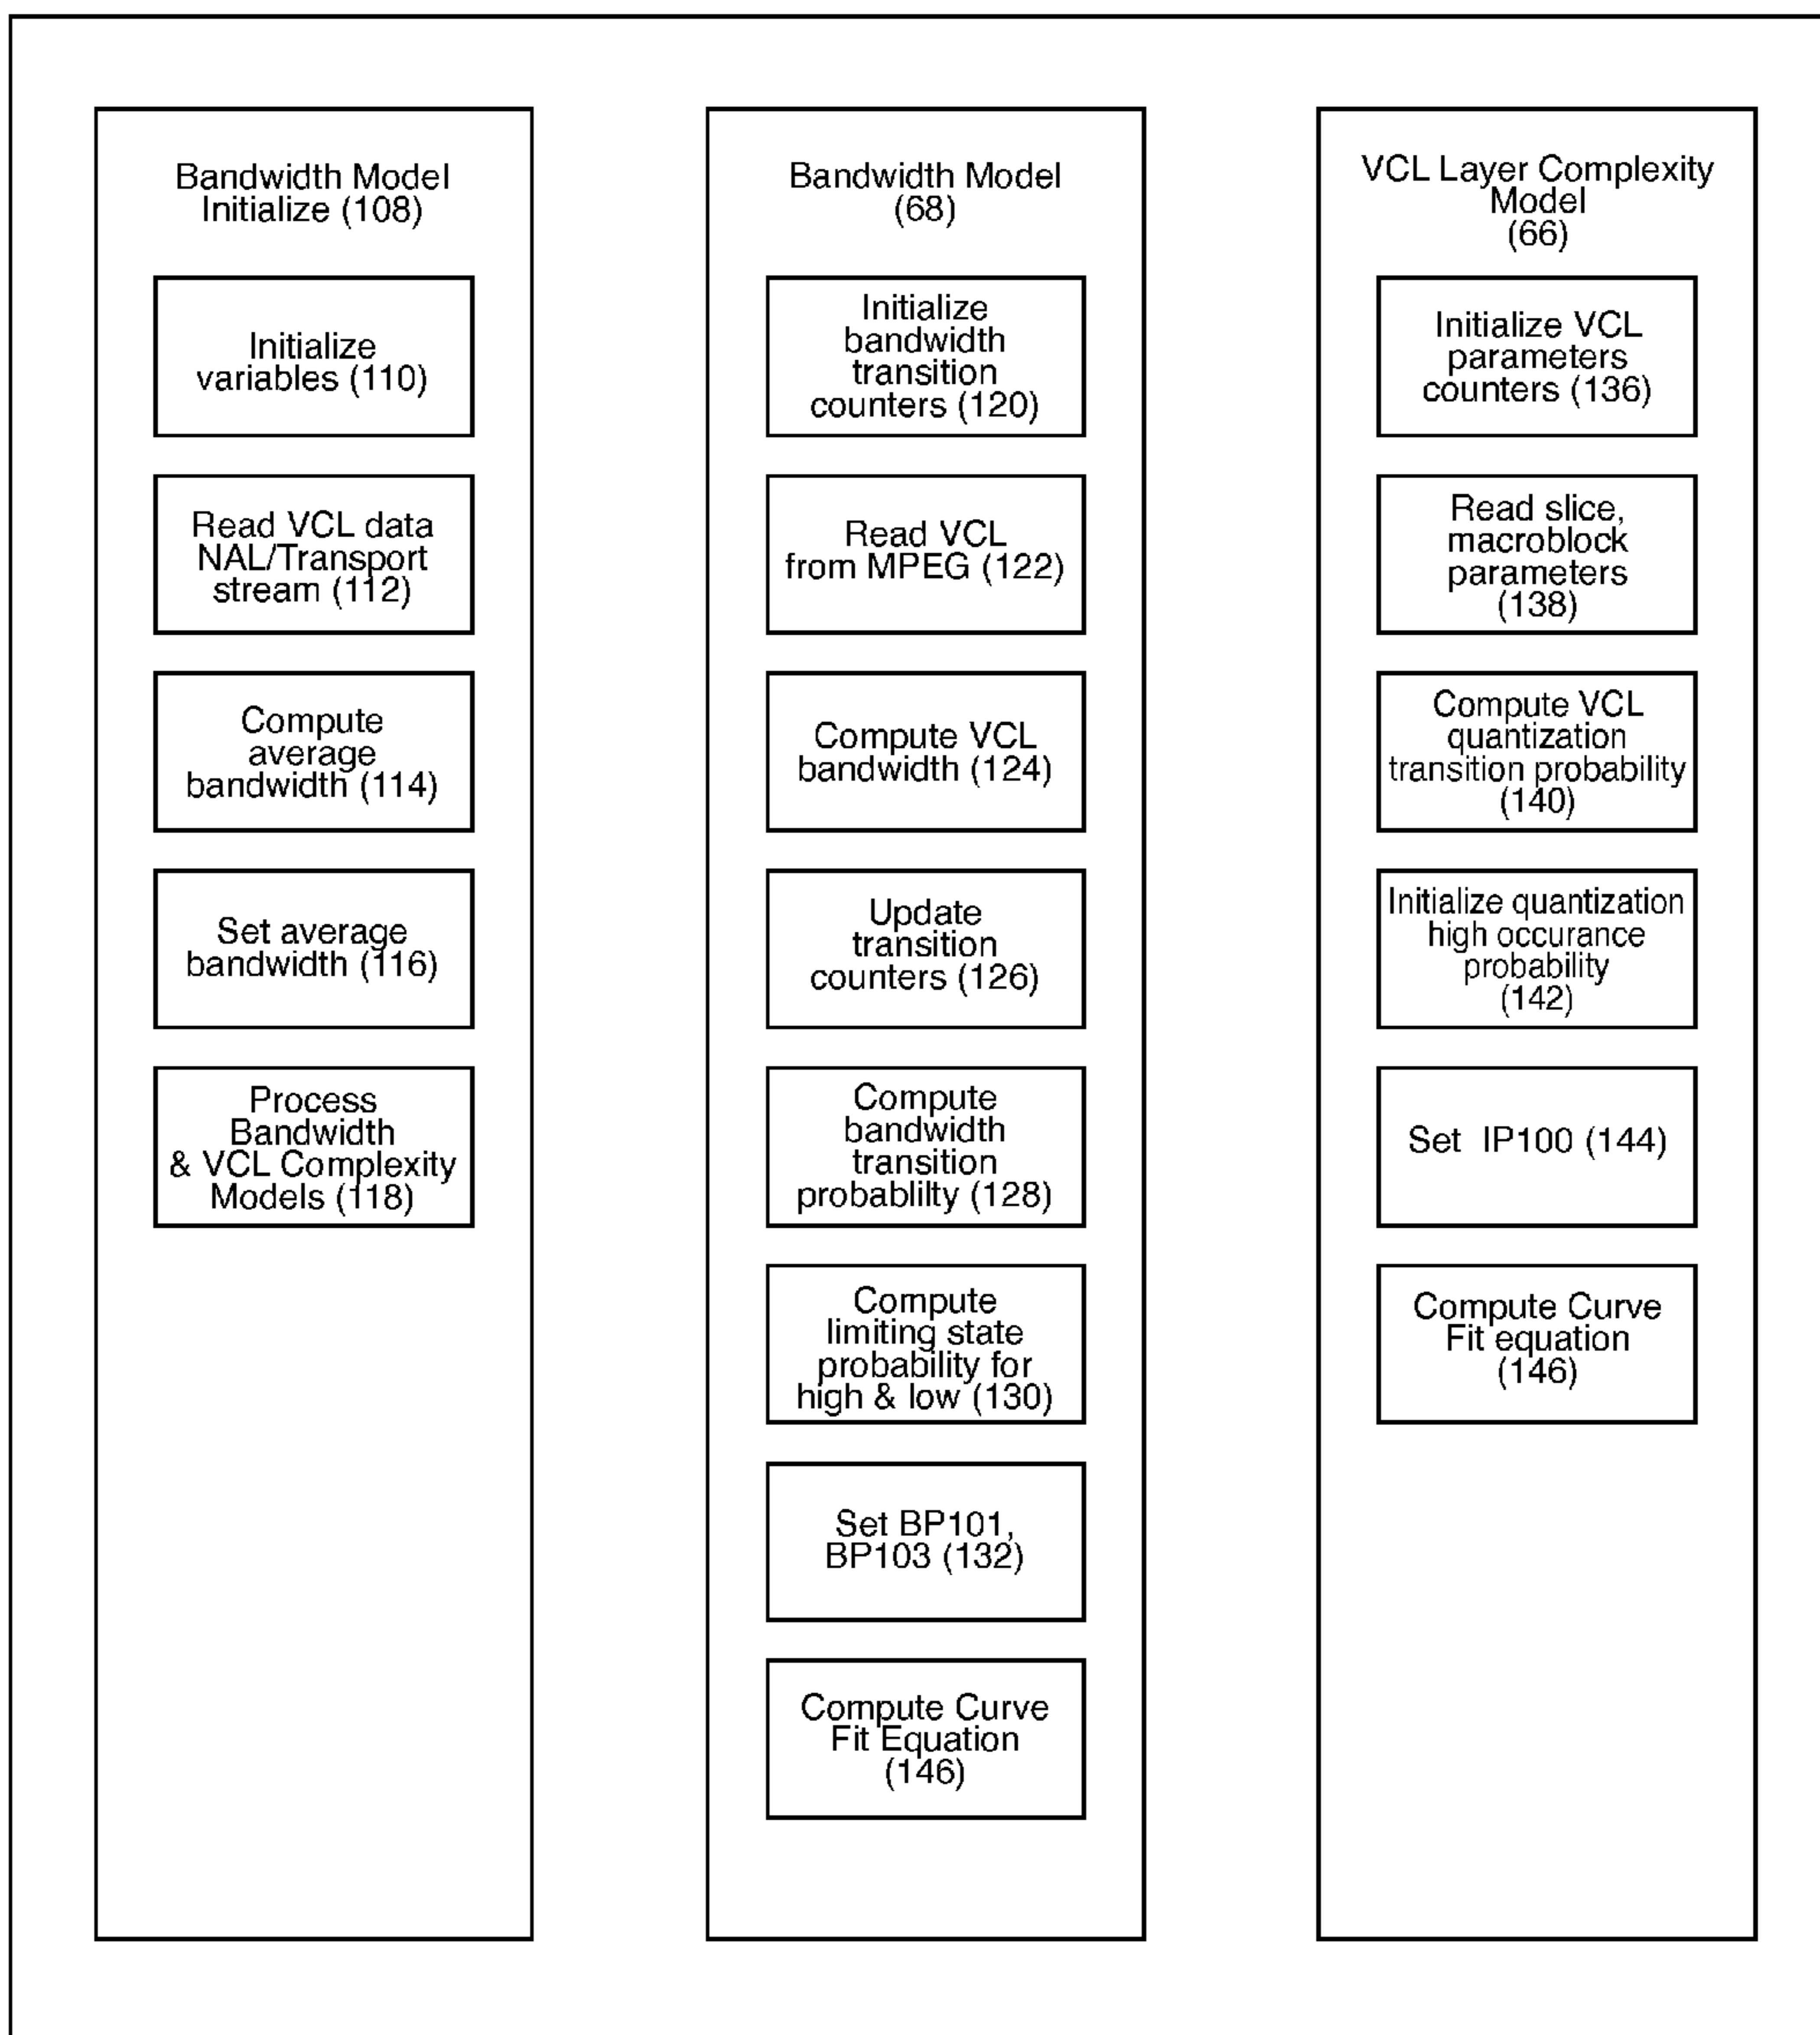 Bandwidth Model
Initialize (108)
Initialize
variables (110)
Read VCL data
NAL/Transport
stream (112)
Compute
average
bandwidth (114)
Set average
bandwidth (116)
Process
Bandwidth
& VCL Complexity
Models (118)
Bandwidth Model
(68)
Initialize
bandwidth
transition
counters (120)
Read VCL
from MPEG (122)
Compute VCL
bandwidth (124)
Update
transition
counters (126)
Compute
bandwidth
transition
probablilty (128)
Compute
limiting state
probability for
high & low (130)
Set BP101,
BP103 (132)
Compute Curve
Fit Equation
(146)
VCL Layer Complexity
Model
(66)
Initialize VCL
parameters
counters (136)
Read slice,
macroblock
parameters
(138)
Compute VCL
quantization
transition probability
(140)
Initialize quantization
high occurance
probability
(142)
Set IP100 (144)
Compute Curve
Fit equation
(146)